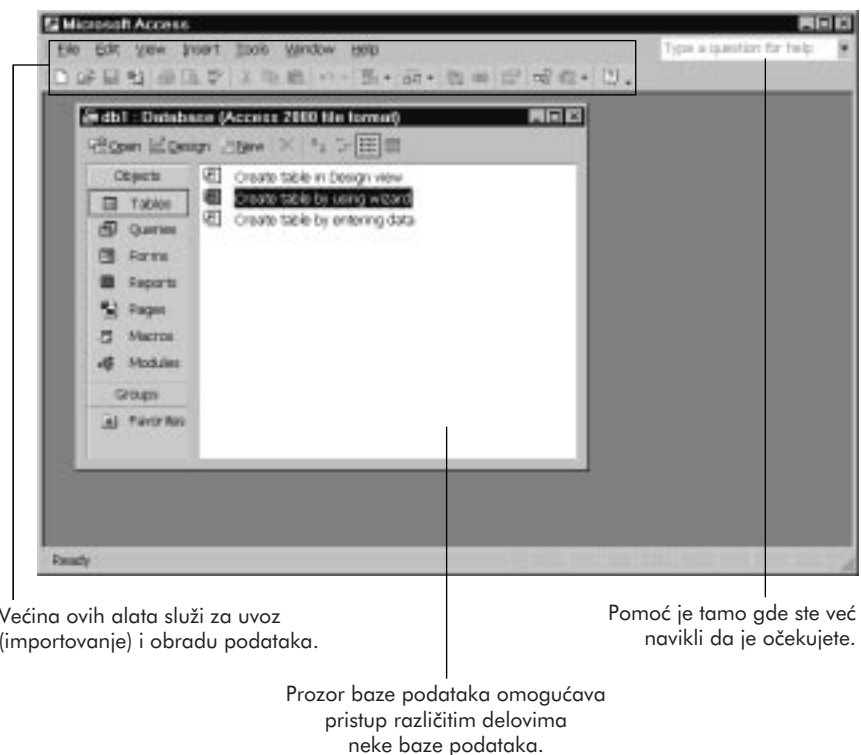 Microsoft Access
File Edit View Insert Tools Window Help
Type a question for help
db1 : Database (Access 2000 file format)
Open Design New
Objects
Tables
Queries
Forms
Reports
Pages
Macros
Modules
Groups
Favorites
Create table in Design view
Create table by using wizard
Create table by entering data
Ready
Većina ovih alata služi za uvoz
(importovanje) i obradu podataka.
Pomoć je tamo gde ste već
navikli da je očekujete.
Prozor baze podataka omogućava
pristup različitim delovima
neke baze podataka.